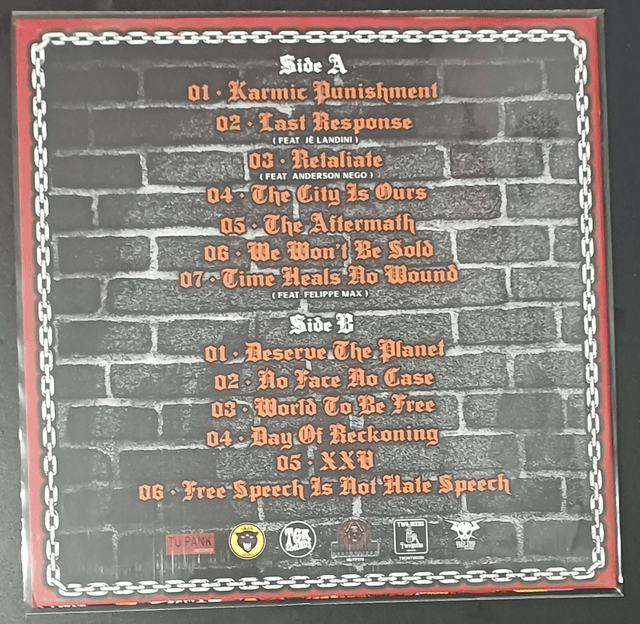 Side A
01 · Karmic Punishment
02 · Last Response
( FEAT. JÊ LANDINI )
03 · Retaliate
( FEAT. ANDERSON NEGO )
04 · The City Is Ours
05 · The Aftermath
06 · We Won't Be Sold
07 · Time Heals No Wound
( FEAT. FELIPPE MAX )
Side B
01 · Deserve The Planet
02 · No Face No Case
03 · World To Be Free
04 · Day Of Reckoning
05 · XXV
06 · Free Speech Is Not Hate Speech
TU PANK
TGK